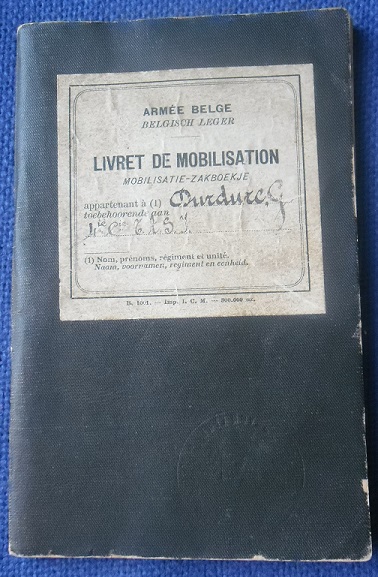 ARMÉE BELGE
BELGISCH LEGER
LIVRET DE MOBILISATION
MOBILISATIE-ZAKBOEKJE
appartenant à (1)
toebehoorende aan
(1) Nom, prénoms, régiment et unité.
Naam, voornamen, regiment en eenheid.
Imp. I. C. M.